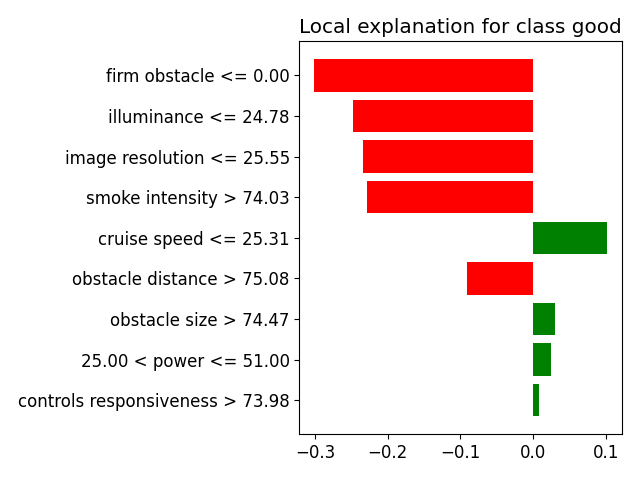 Local explanation for class good
firm obstacle <= 0.00
illuminance <= 24.78
image resolution <= 25.55
smoke intensity > 74.03
cruise speed <= 25.31
obstacle distance > 75.08
obstacle size > 74.47
25.00 < power <= 51.00
controls responsiveness > 73.98
−0.3 −0.2 −0.1 0.0 0.1